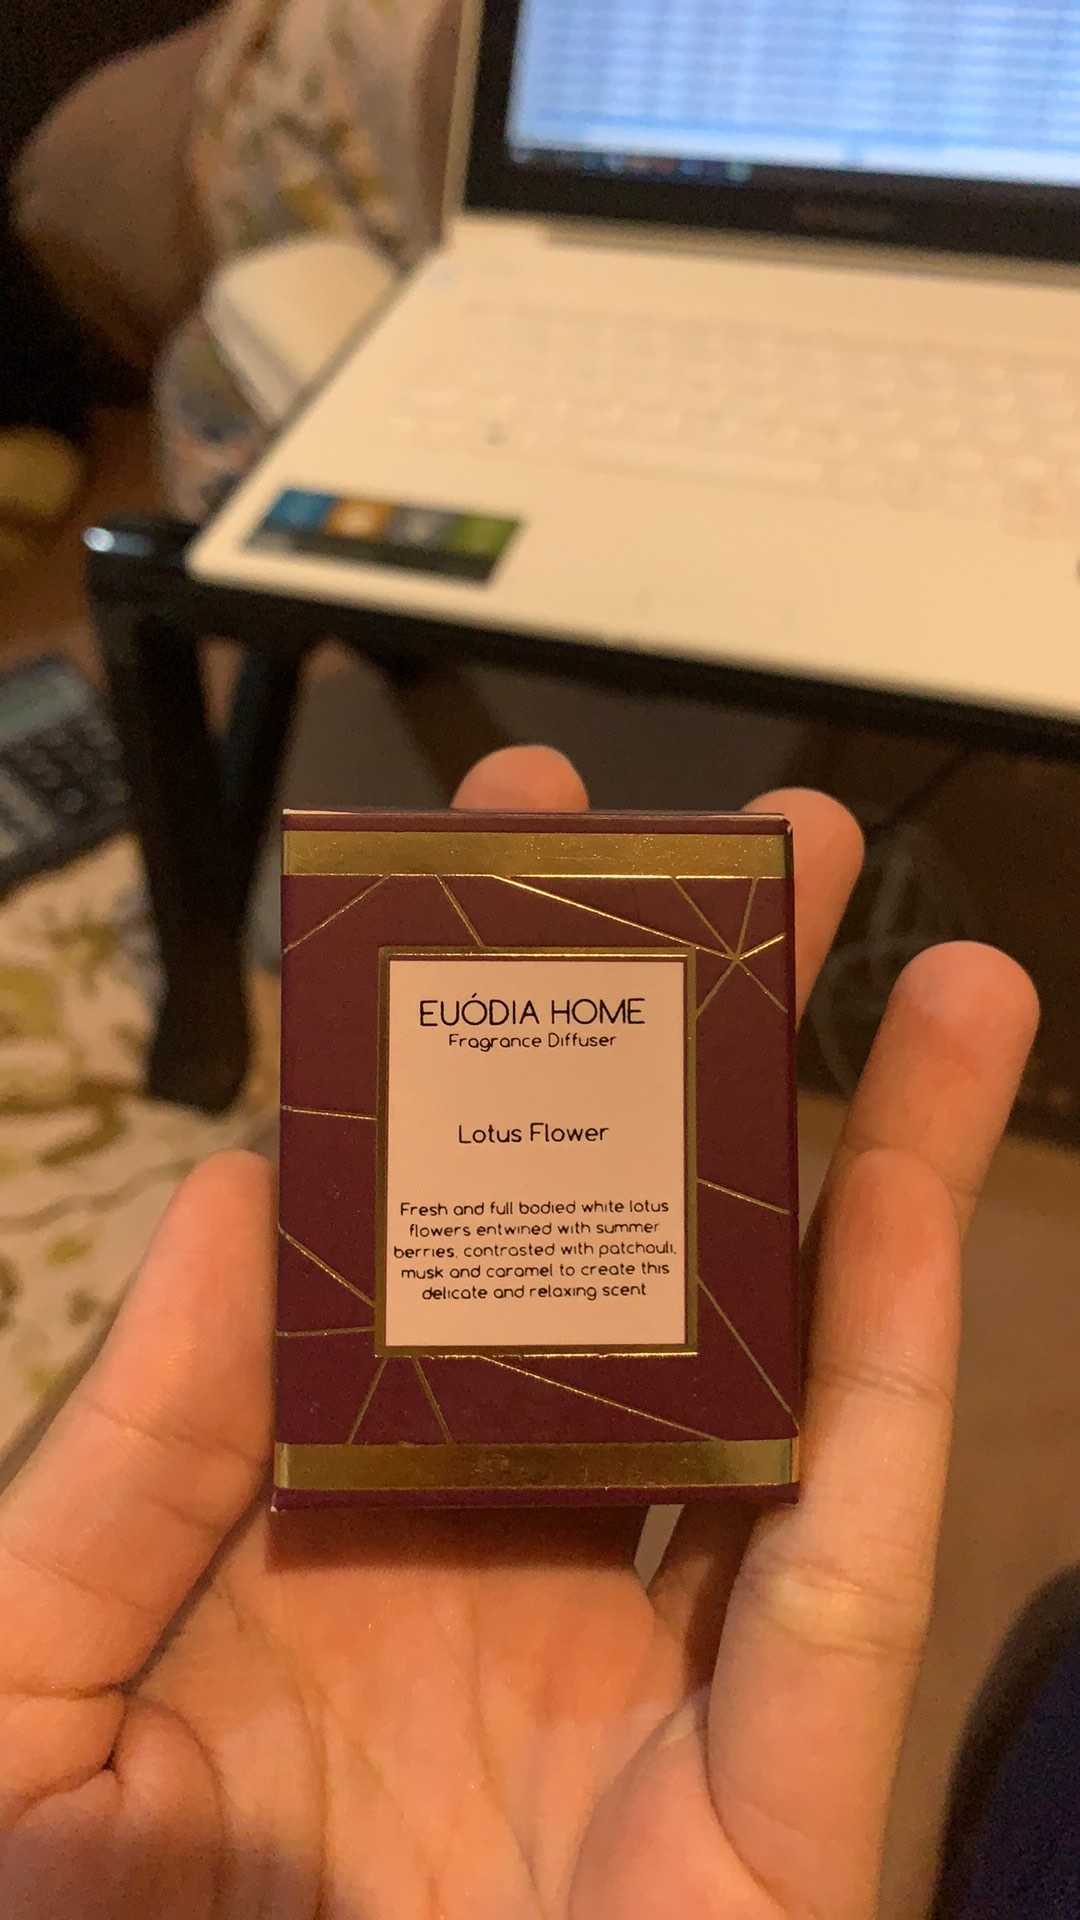 EUÓDIA HOME
Fragrance Diffuser
Lotus Flower
Fresh and full bodied white lotus
flowers entwined with summer
berries, contrasted with patchouli,
musk and caramel to create this
delicate and relaxing scent